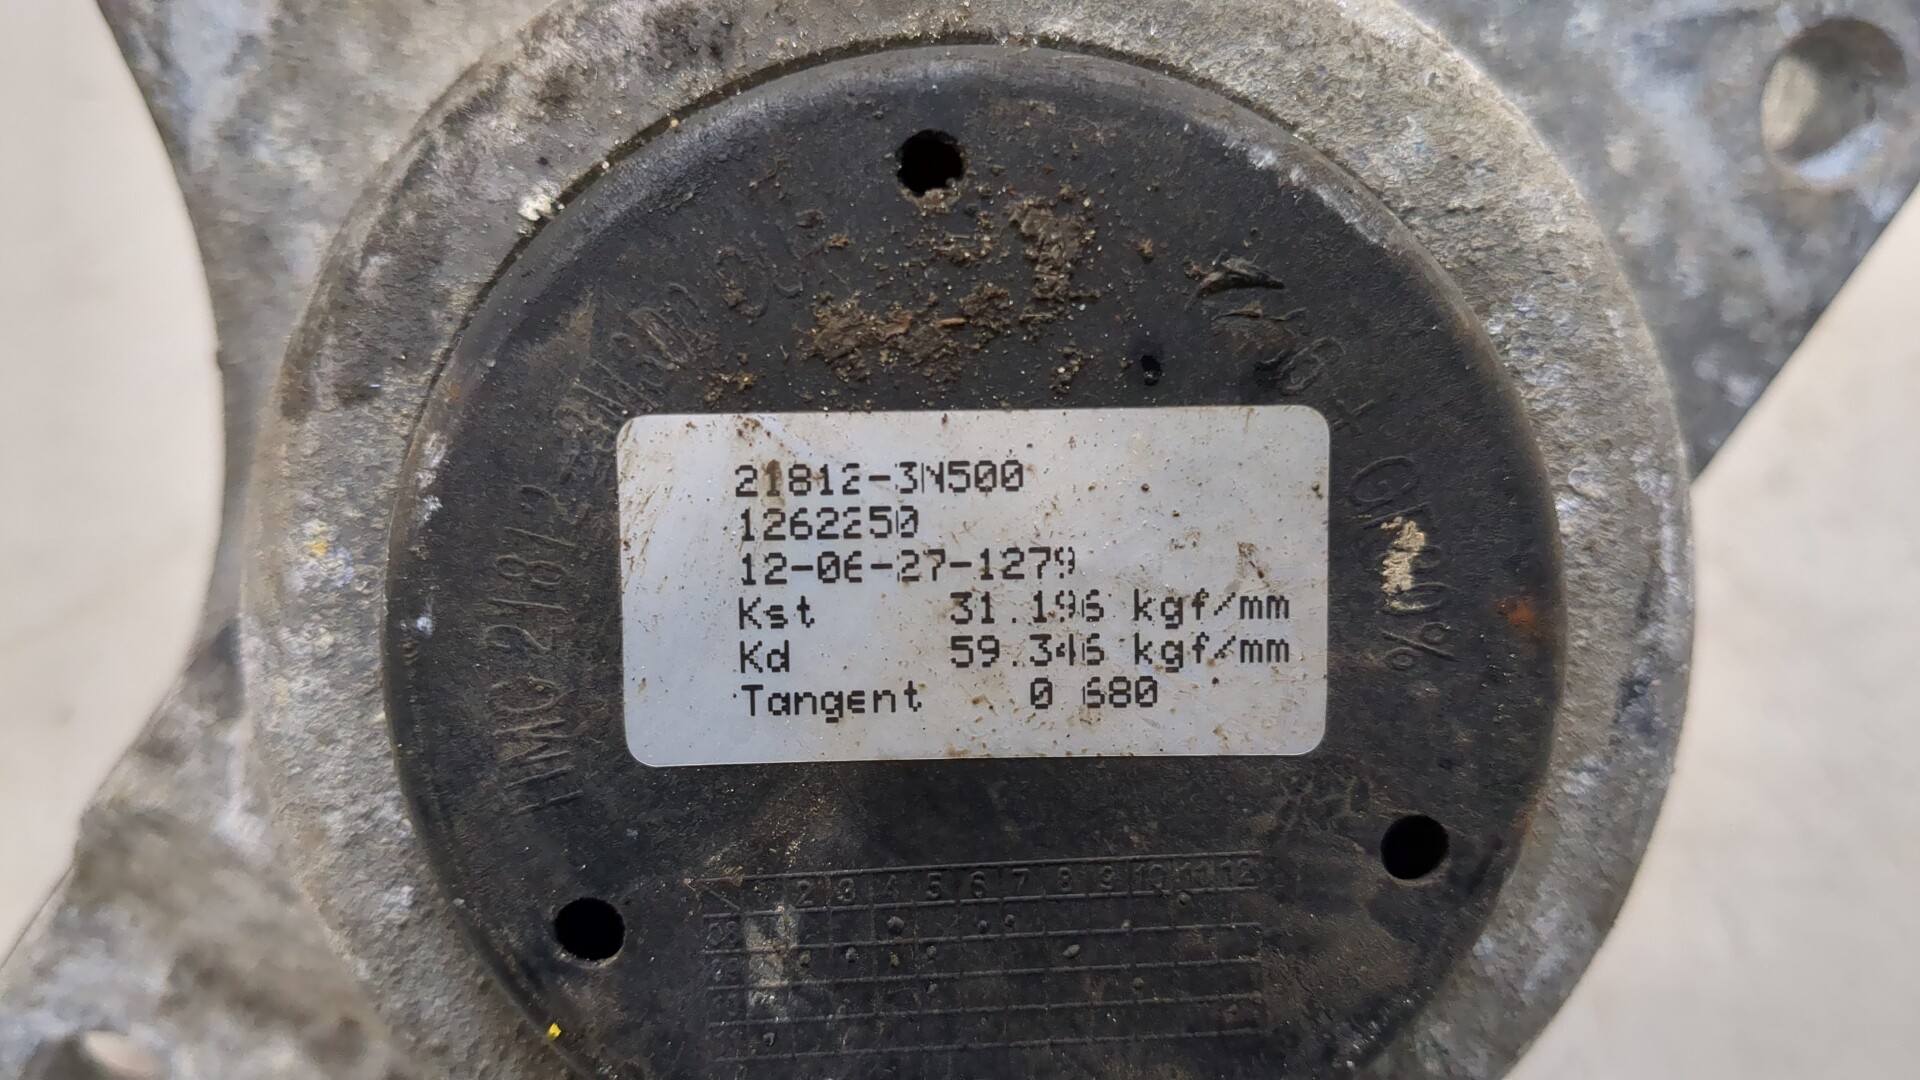 21812-3N500
1262250
12-06-27-1279
Kst 31.196 kgf/mm
Kd 59.346 kgf/mm
Tangent 0 680
2 3 4 5 6 7 8 9 10 11 12